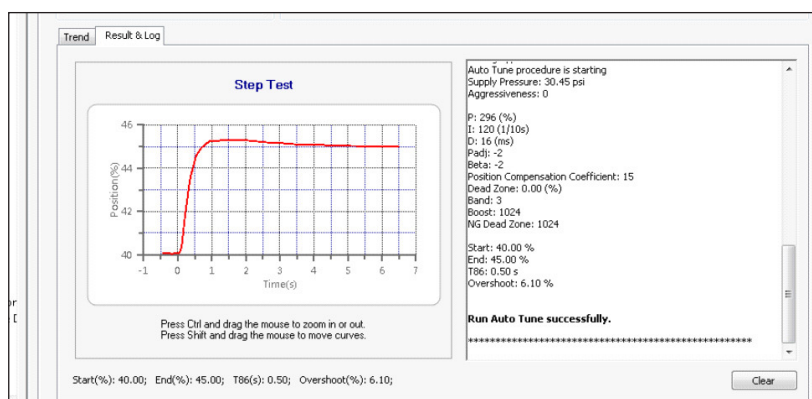 Trend
Result & Log
Step Test
46
44
42
40
Position(%)
-1 0 1 2 3 4 5 6 7
Time(s)
Press Ctrl and drag the mouse to zoom in or out.
Press Shift and drag the mouse to move curves.
Start(%): 40.00; End(%): 45.00; T86(s): 0.50; Overshoot(%): 6.10;
Auto Tune procedure is starting
Supply Pressure: 30.45 psi
Aggressiveness: 0
P: 296 (%)
I: 120 (1/10s)
D: 16 (ms)
Padj: -2
Beta: -2
Position Compensation Coefficient: 15
Dead Zone: 0.00 (%)
Band: 3
Boost: 1024
NG Dead Zone: 1024
Start: 40.00 %
End: 45.00 %
T86: 0.50 s
Overshoot: 6.10 %
Run Auto Tune successfully.
****************************************************
Clear